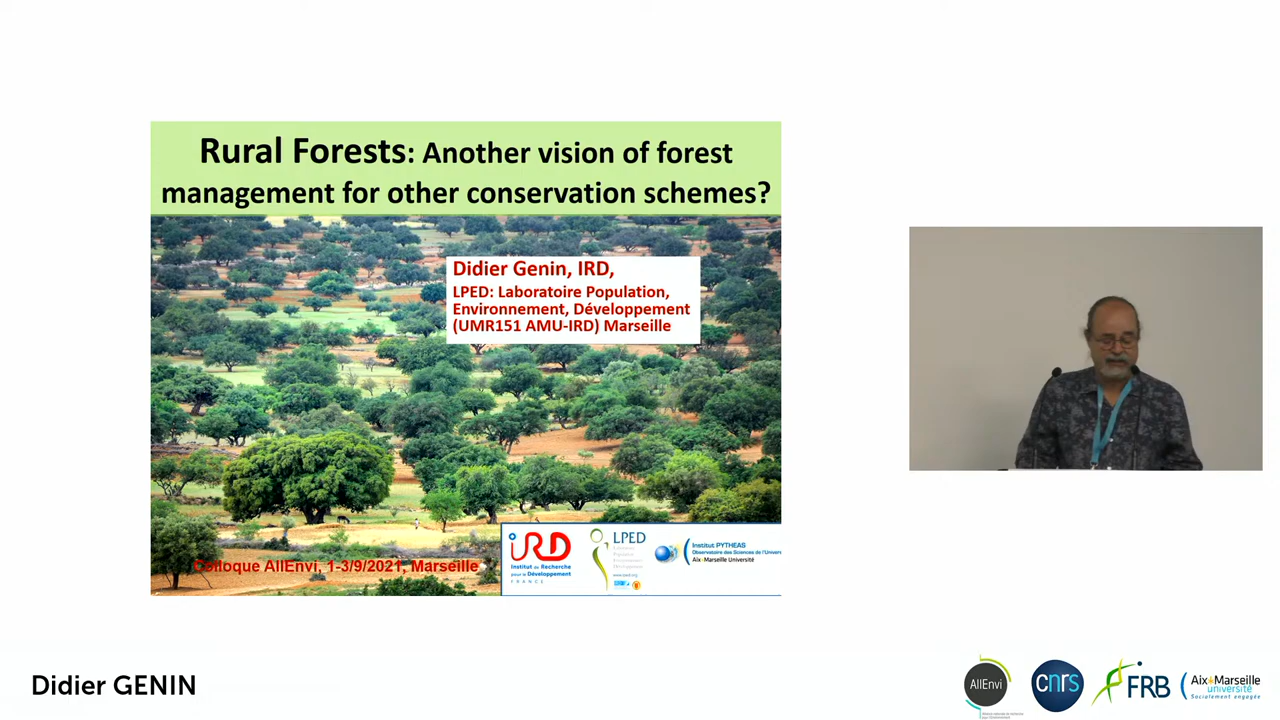 Rural Forests: Another vision of forest
management for other conservation schemes?
Didier Genin, IRD,
LPED: Laboratoire Population,
Environnement, Développement
(UMR151 AMU-IRD) Marseille
Colloque AllEnvi, 1-3/9/2021, Marseille
IRD
Institut de Recherche
pour le Développement
FRANCE
LPED
Institut PYTHEAS
Observatoire des Sciences de l'Univers
Aix Marseille Université
Didier GENIN
AllEnvi
cnrs
FRB
Aix Marseille
université
Socialement engagée